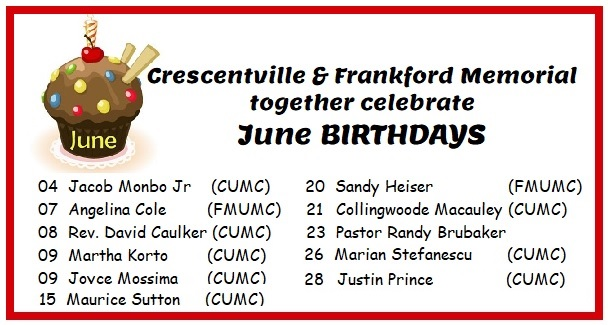 Crescentville & Frankford Memorial
together celebrate
June BIRTHDAYS
June
04 Jacob Monbo Jr (CUMC)
07 Angelina Cole (FMUMC)
08 Rev. David Caulker (CUMC)
09 Martha Korto (CUMC)
09 Joyce Mossima (CUMC)
15 Maurice Sutton (CUMC)
20 Sandy Heiser (FMUMC)
21 Collingwoode Macauley (CUMC)
23 Pastor Randy Brubaker
26 Marian Stefanescu (CUMC)
28 Justin Prince (CUMC)